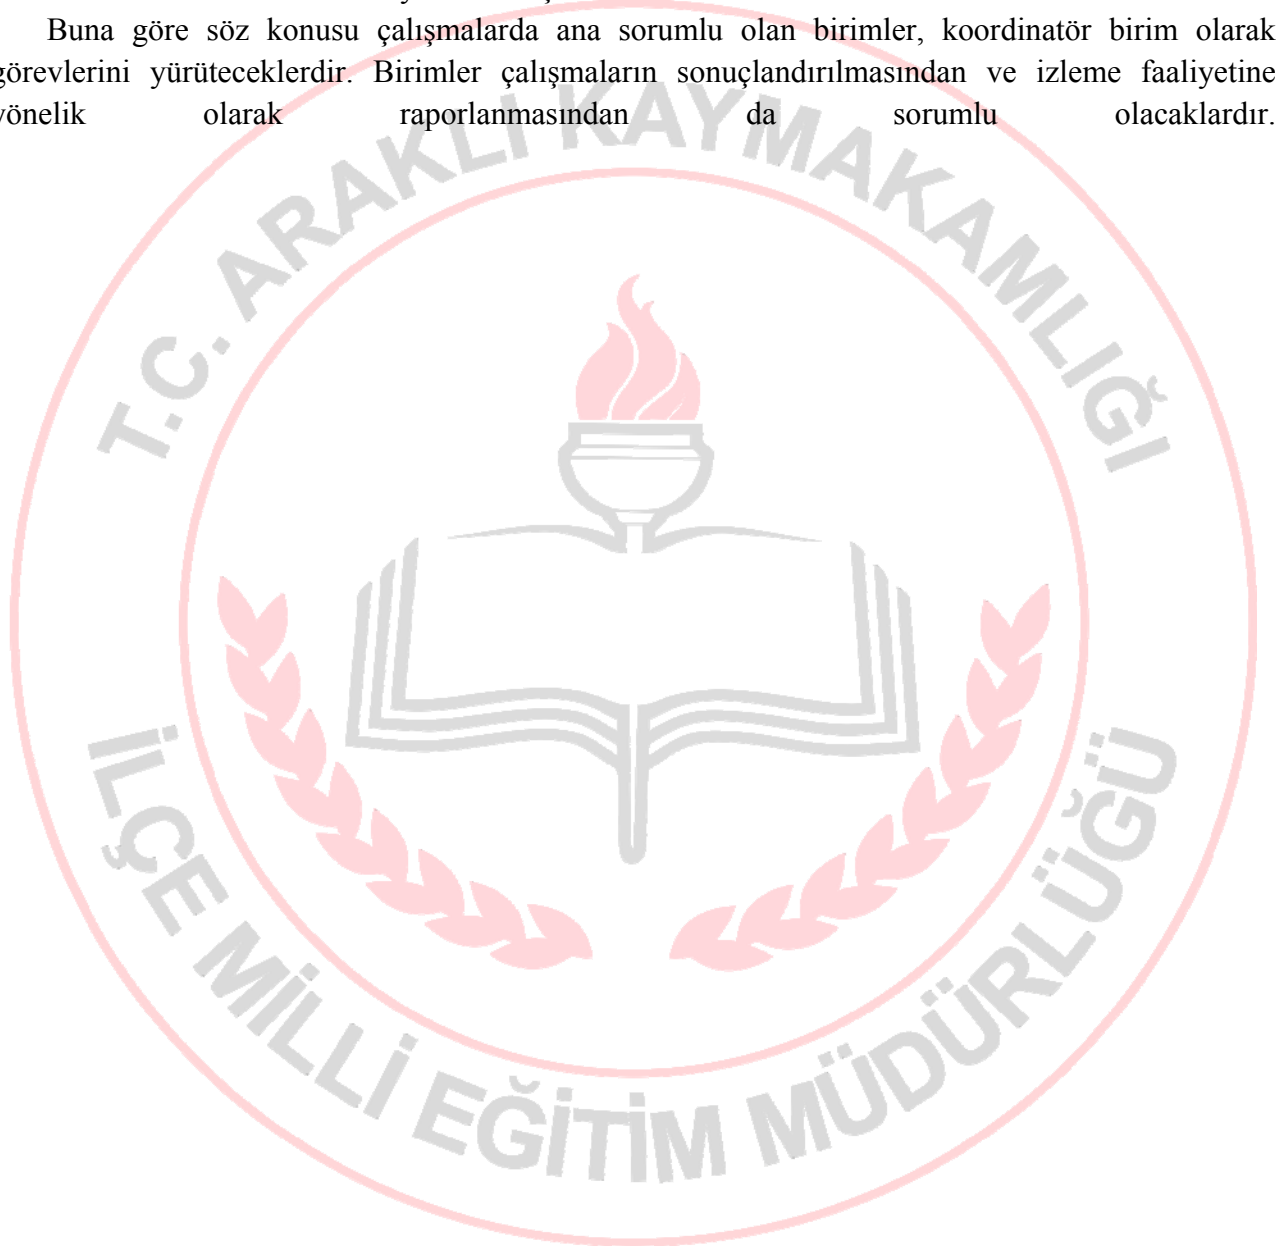 Buna göre söz konusu çalışmalarda ana sorumlu olan birimler, koordinatör birim olarak
görevlerini yürüteceklerdir. Birimler çalışmaların sonuçlandırılmasından ve izleme faaliyetine
yönelik olarak raporlanmasından da sorumlu olacaklardır.
T.C. ARAKLI KAYMAKAMLIĞI
İLÇE MİLLİ EĞİTİM MÜDÜRLÜĞÜ